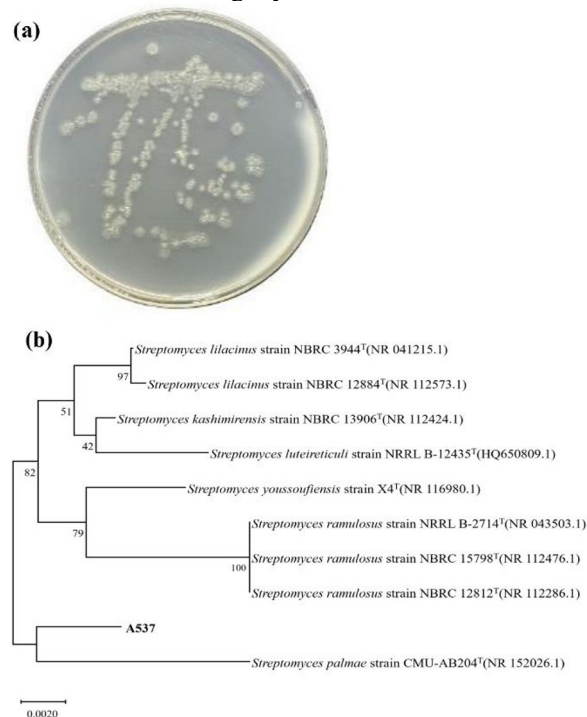 (a)
(b)
Streptomyces lilacinus strain NBRC 3944ᵀ(NR 041215.1)
97
Streptomyces lilacinus strain NBRC 12884ᵀ(NR 112573.1)
51
Streptomyces kashimirensis strain NBRC 13906ᵀ(NR 112424.1)
42
Streptomyces luteireticuli strain NRRL B-12435ᵀ(HQ650809.1)
82
Streptomyces youssoufiensis strain X4ᵀ(NR 116980.1)
Streptomyces ramulosus strain NRRL B-2714ᵀ(NR 043503.1)
79
Streptomyces ramulosus strain NBRC 15798ᵀ(NR 112476.1)
100
Streptomyces ramulosus strain NBRC 12812ᵀ(NR 112286.1)
A537
Streptomyces palmae strain CMU-AB204ᵀ(NR 152026.1)
0.0020